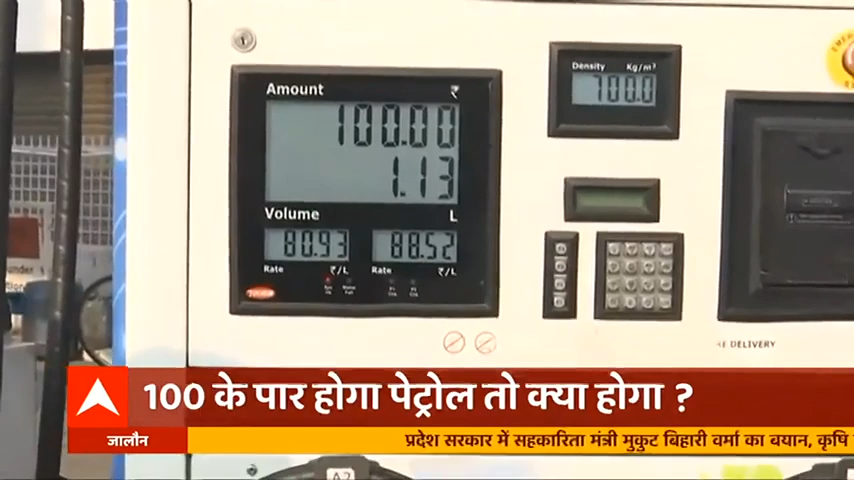 Amount ₹
100.00
1.13
Volume L
80.93 88.52
Rate ₹/L Rate ₹/L
Density Kg/m³
700.0
RE DELIVERY
100 के पार होगा पेट्रोल तो क्या होगा ?
जालौन
प्रदेश सरकार में सहकारिता मंत्री मुकुट बिहारी वर्मा का बयान, कृषि